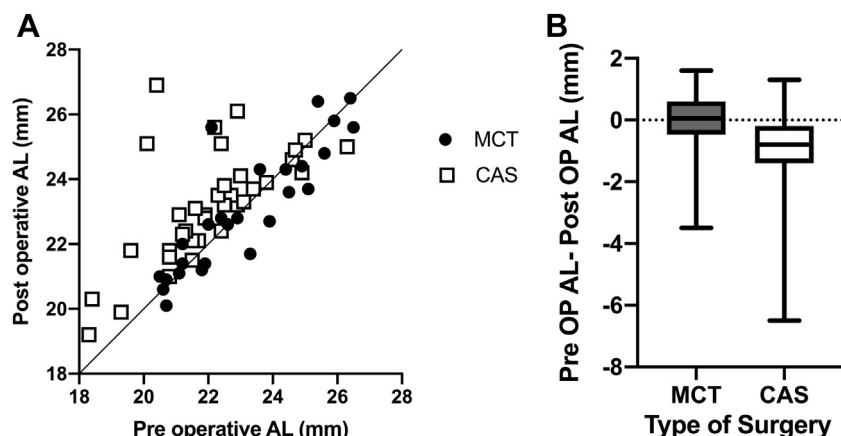 A
28
26
24
22
20
18
18 20 22 24 26 28
Post operative AL (mm)
Pre operative AL (mm)
MCT
CAS
B
2
0
-2
-4
-6
-8
Pre OP AL- Post OP AL (mm)
MCT CAS
Type of Surgery